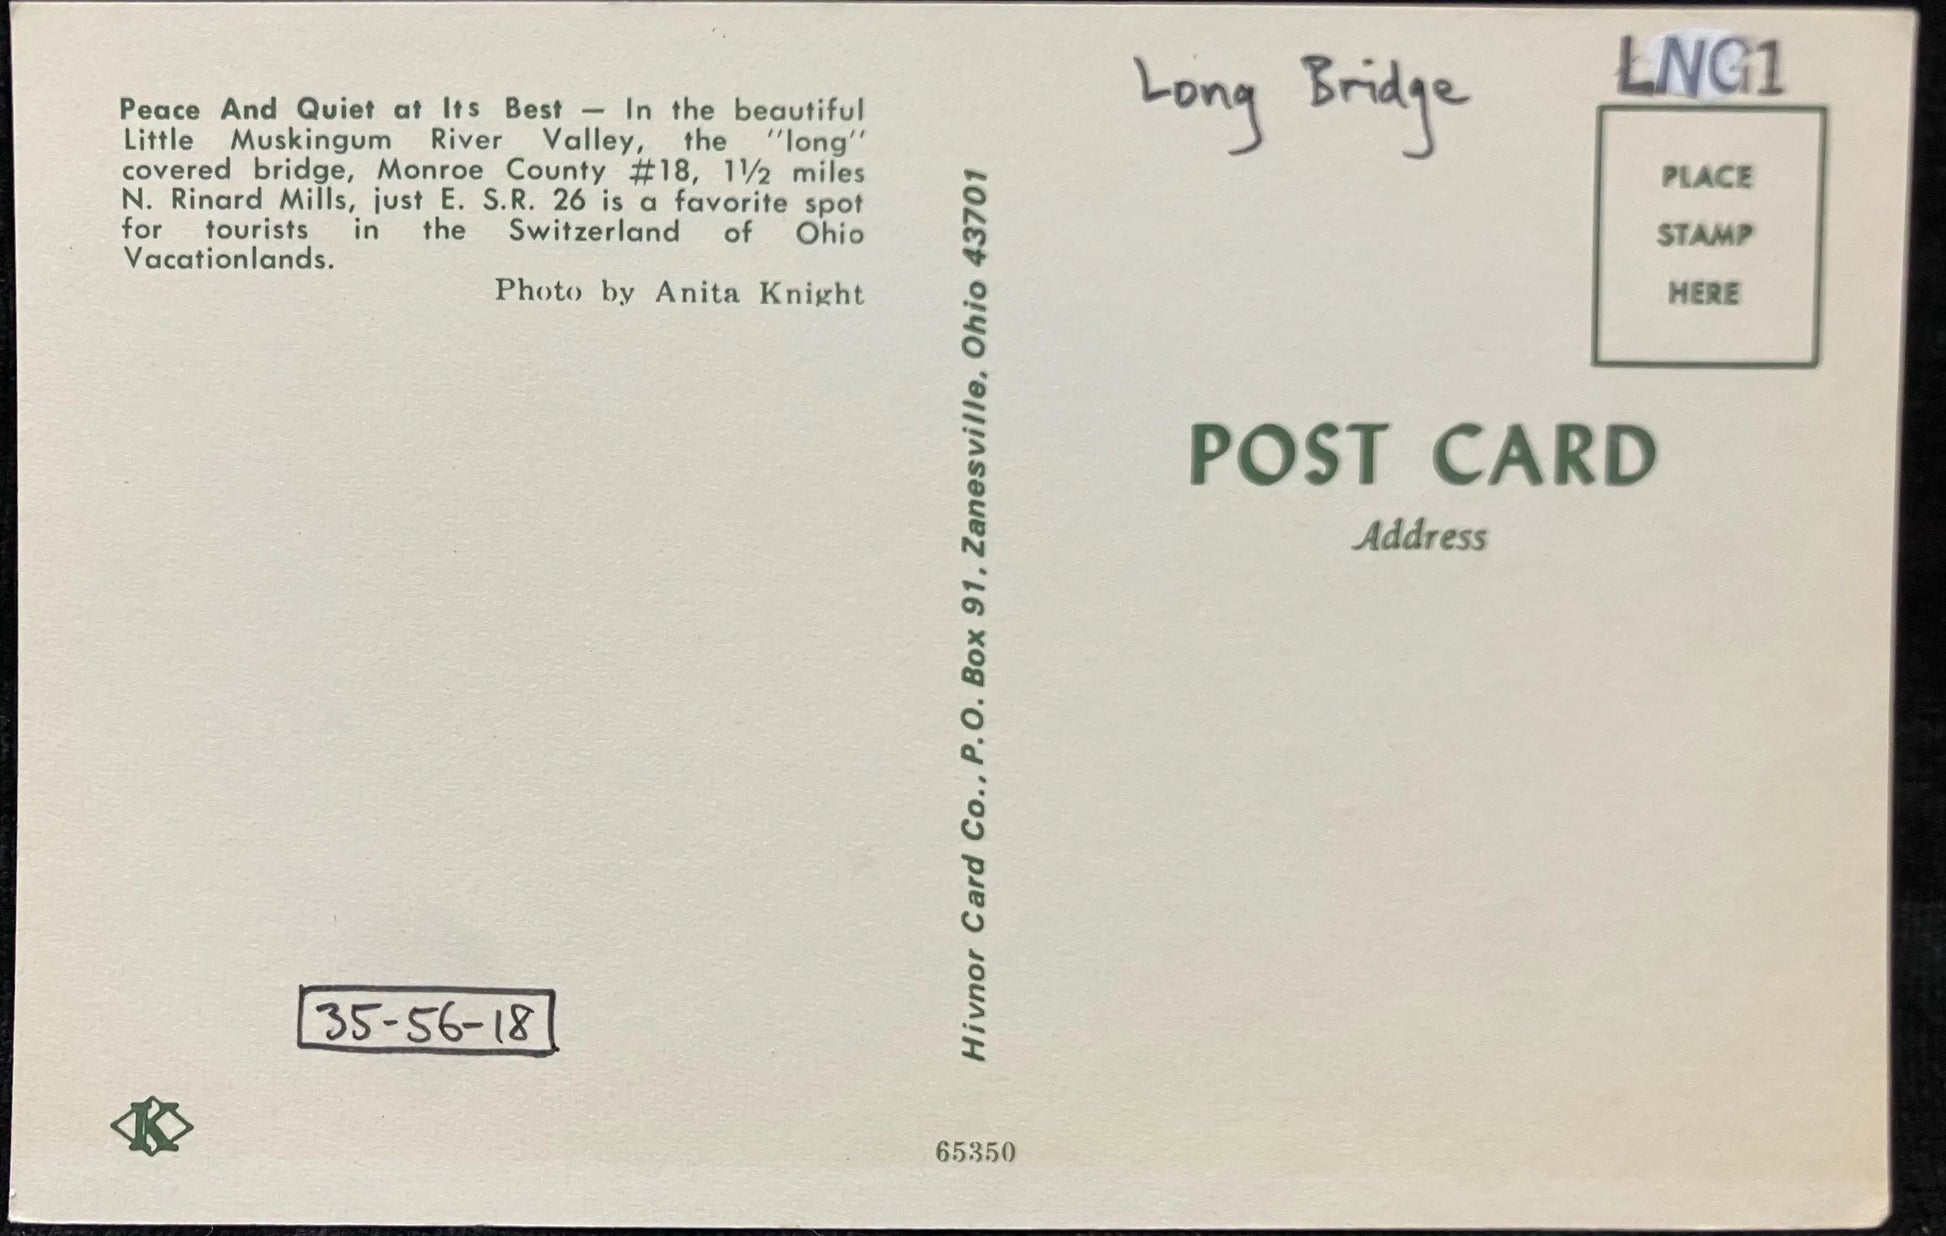 Long Bridge
LNG1
Peace And Quiet at Its Best — In the beautiful
Little Muskingum River Valley, the "long"
covered bridge, Monroe County #18, 1½ miles
N. Rinard Mills, just E. S.R. 26 is a favorite spot
for tourists in the Switzerland of Ohio
Vacationlands.
Photo by Anita Knight
Hivnor Card Co., P.O. Box 91, Zanesville, Ohio 43701
PLACE
STAMP
HERE
POST CARD
Address
35-56-18
K
65350